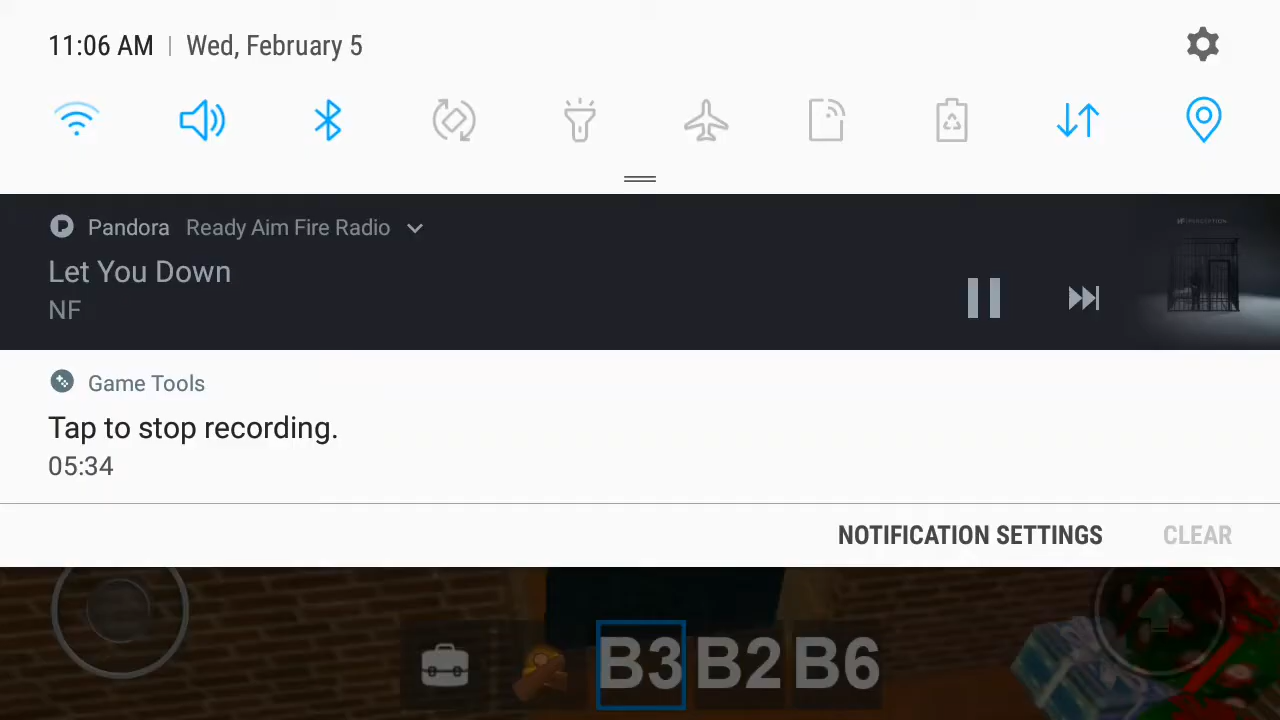 11:06 AM | Wed, February 5
Pandora Ready Aim Fire Radio
Let You Down
NF
Game Tools
Tap to stop recording.
05:34
NOTIFICATION SETTINGS CLEAR
B3 B2 B6